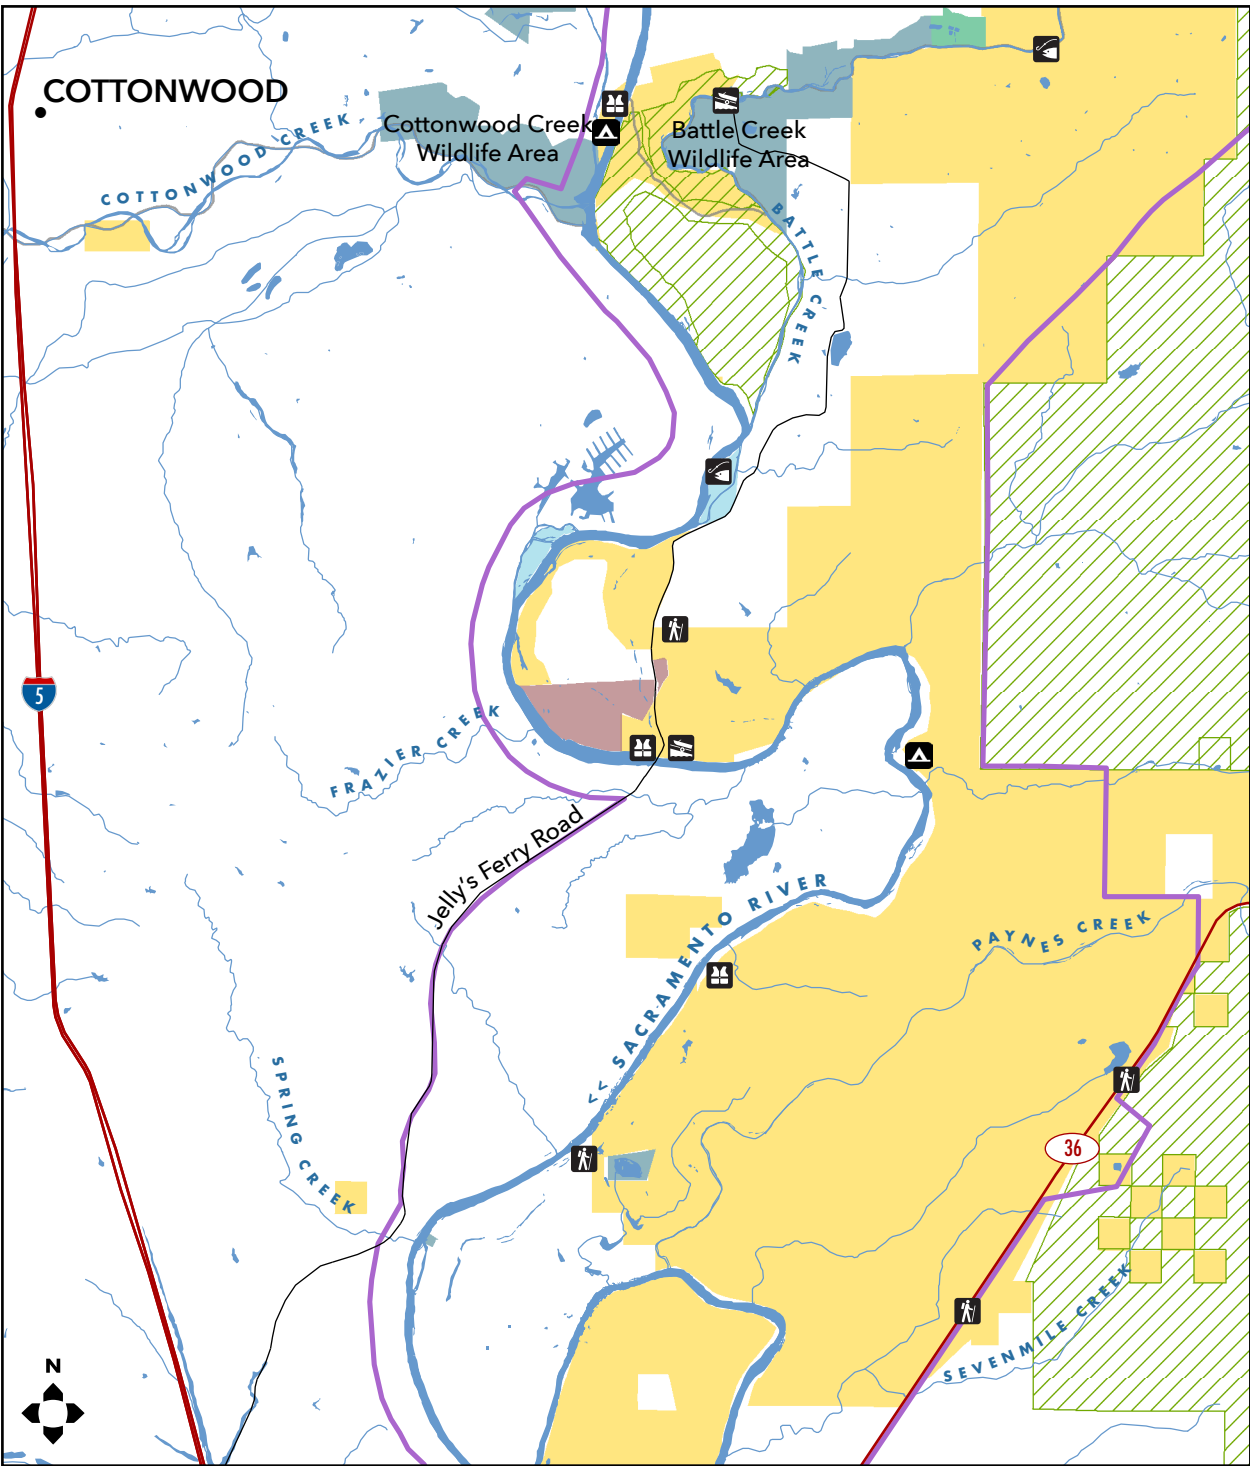 COTTONWOOD
COTTONWOOD CREEK
Cottonwood Creek
Wildlife Area
Battle Creek
Wildlife Area
BATTLE CREEK
5
FRAZIER CREEK
Jelly's Ferry Road
<< SACRAMENTO RIVER
PAYNES CREEK
SPRING CREEK
36
SEVENMILE CREEK
N